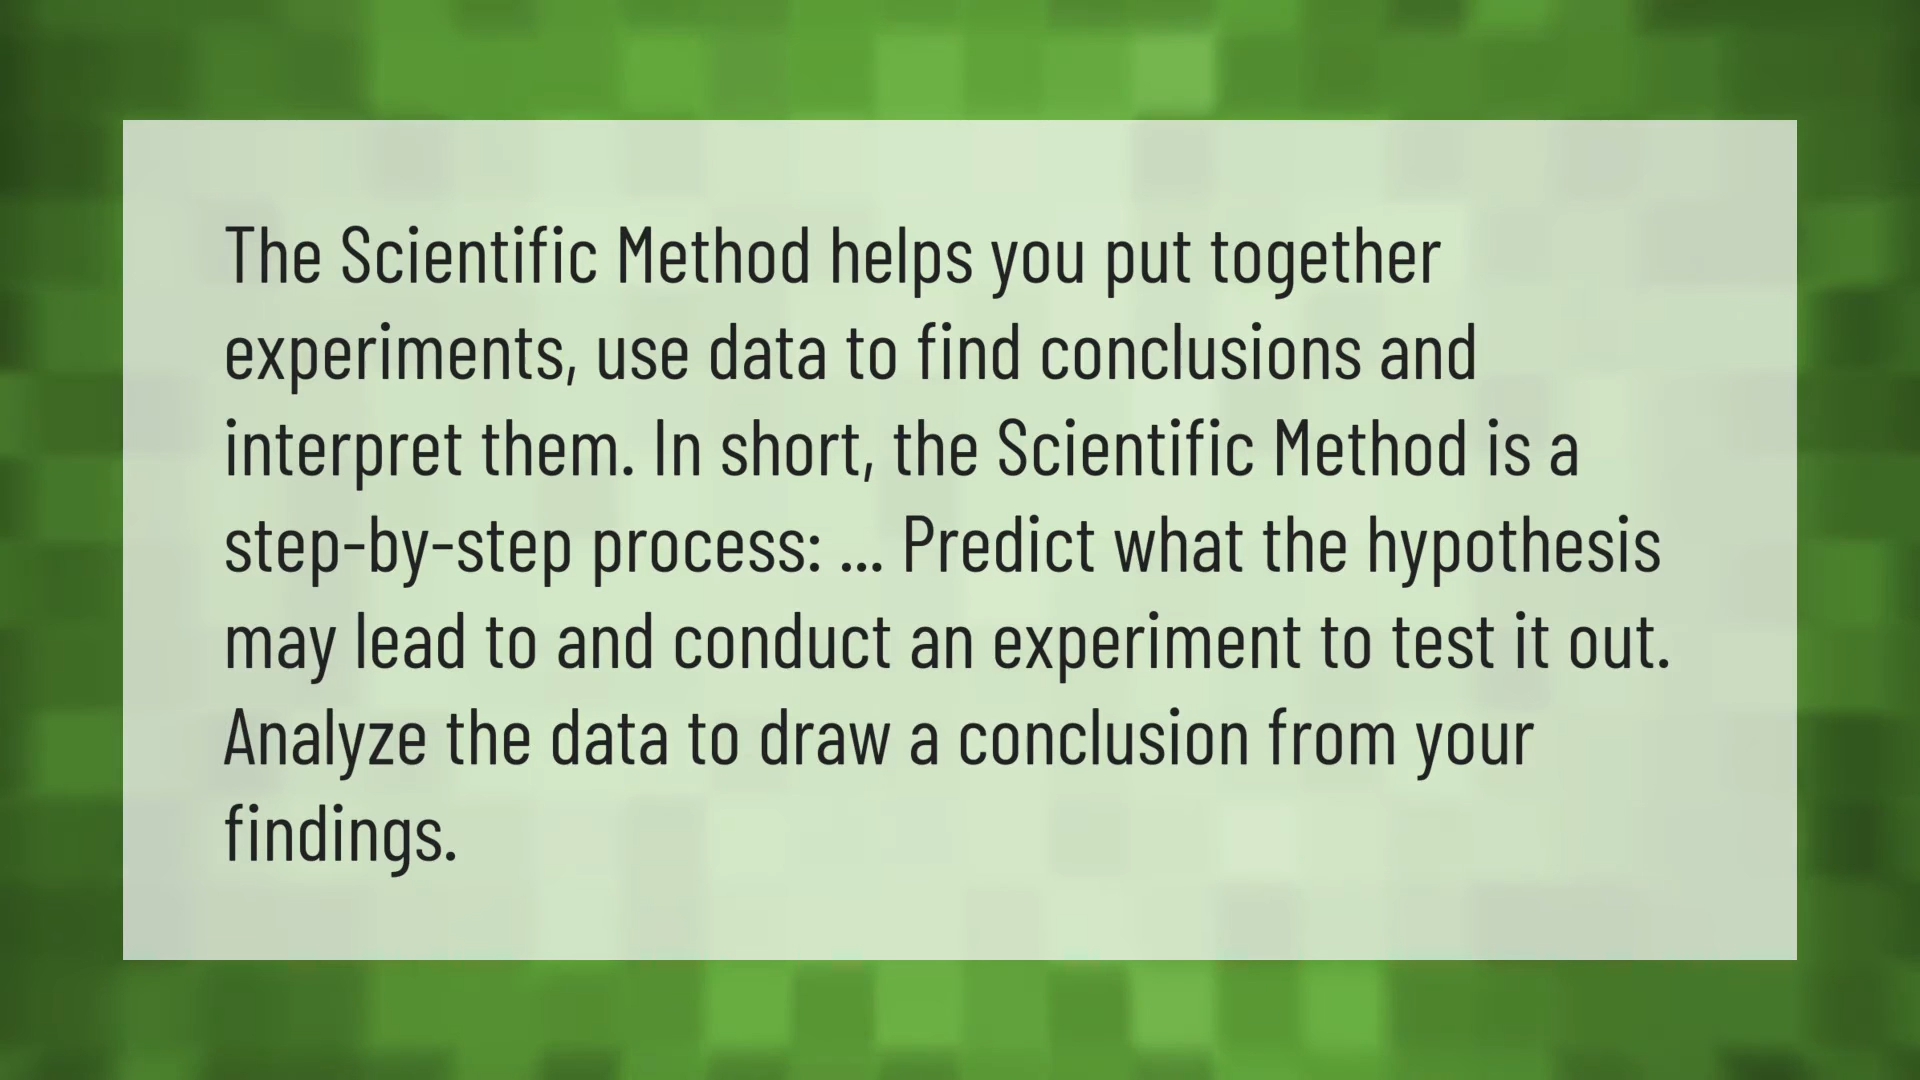 The Scientific Method helps you put together
experiments, use data to find conclusions and
interpret them. In short, the Scientific Method is a
step-by-step process: ... Predict what the hypothesis
may lead to and conduct an experiment to test it out.
Analyze the data to draw a conclusion from your
findings.